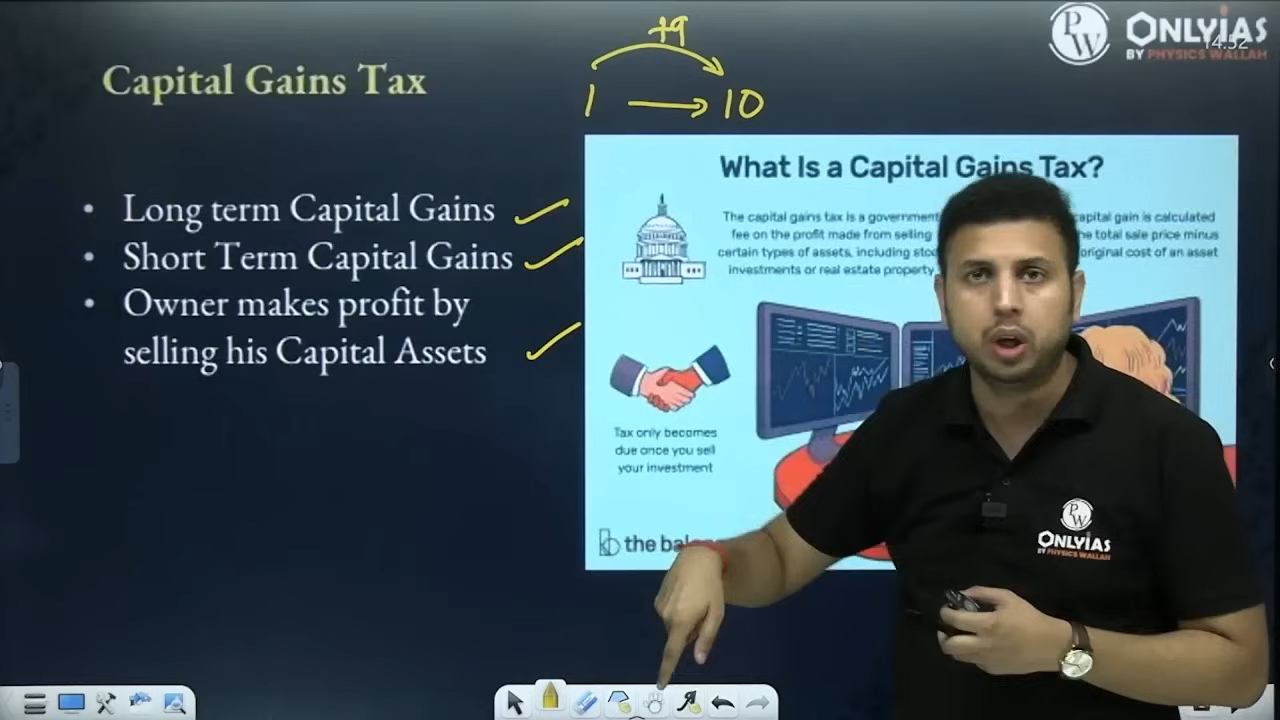 +9
1 → 10
PW ONLYIAS
BY PHYSICS WALLAH
Capital Gains Tax
• Long term Capital Gains
• Short Term Capital Gains
• Owner makes profit by
selling his Capital Assets
What Is a Capital Gains Tax?
The capital gains tax is a government
fee on the profit made from selling
certain types of assets, including
investments or real estate property
capital gain is calculated
total sale price minus
original cost of an asset
Tax only becomes
due once you sell
your investment
the
PW
ONLYIAS
BY PHYSICS WALLAH